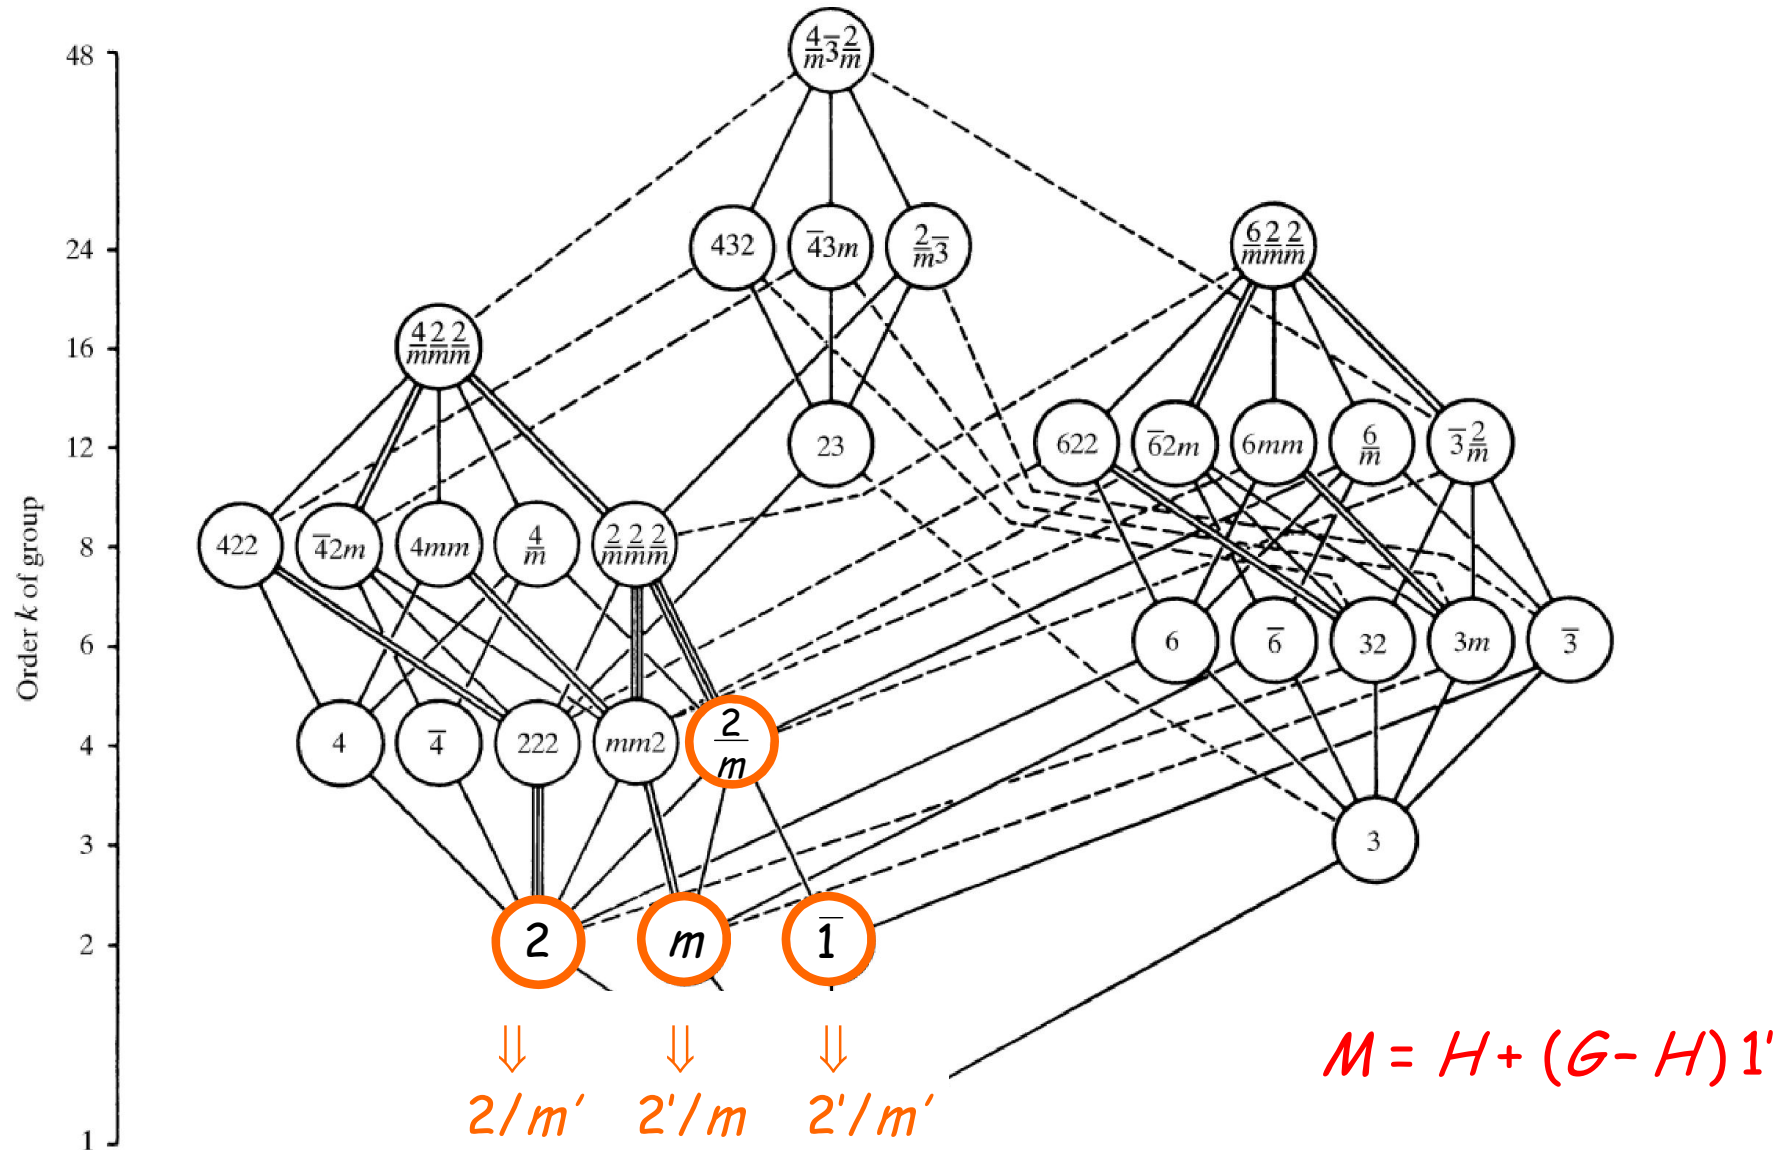 Order k of group
48
4/m 3̅ 2/m
24
432
4̅3m
2/m 3̅
6/m 2/m 2/m
16
4/m 2/m 2/m
12
23
622
6̅2m
6mm
6/m
3̅ 2/m
8
422
4̅2m
4mm
4/m
2/m 2/m 2/m
6
6
6̅
32
3m
3̅
4
4
4̅
222
mm2
2/m
3
3
2
2
m
1̅
⇓ ⇓ ⇓
2/m′ 2'/m 2'/m′
M = H + (G - H) 1'
1